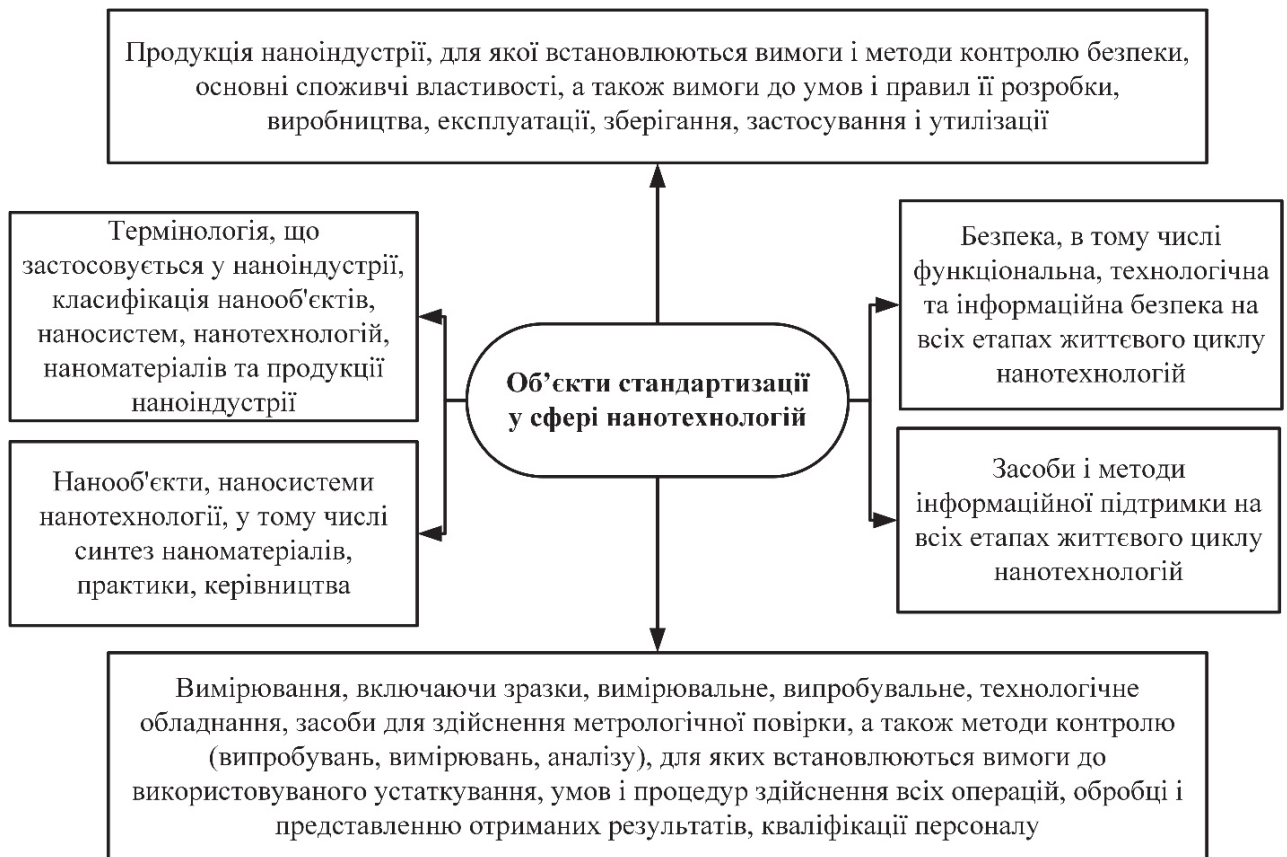 Продукція наноіндустрії, для якої встановлюються вимоги і методи контролю безпеки,
основні споживчі властивості, а також вимоги до умов і правил її розробки,
виробництва, експлуатації, зберігання, застосування і утилізації
Термінологія, що
застосовується у наноіндустрії,
класифікація нанооб'єктів,
наносистем, нанотехнологій,
наноматеріалів та продукції
наноіндустрії
Безпека, в тому числі
функціональна, технологічна
та інформаційна безпека на
всіх етапах життєвого циклу
нанотехнологій
Об’єкти стандартизації
у сфері нанотехнологій
Нанооб'єкти, наносистеми
нанотехнології, у тому числі
синтез наноматеріалів,
практики, керівництва
Засоби і методи
інформаційної підтримки на
всіх етапах життєвого циклу
нанотехнологій
Вимірювання, включаючи зразки, вимірювальне, випробувальне, технологічне
обладнання, засоби для здійснення метрологічної повірки, а також методи контролю
(випробувань, вимірювань, аналізу), для яких встановлюються вимоги до
використовуваного устаткування, умов і процедур здійснення всіх операцій, обробці і
представленню отриманих результатів, кваліфікації персоналу